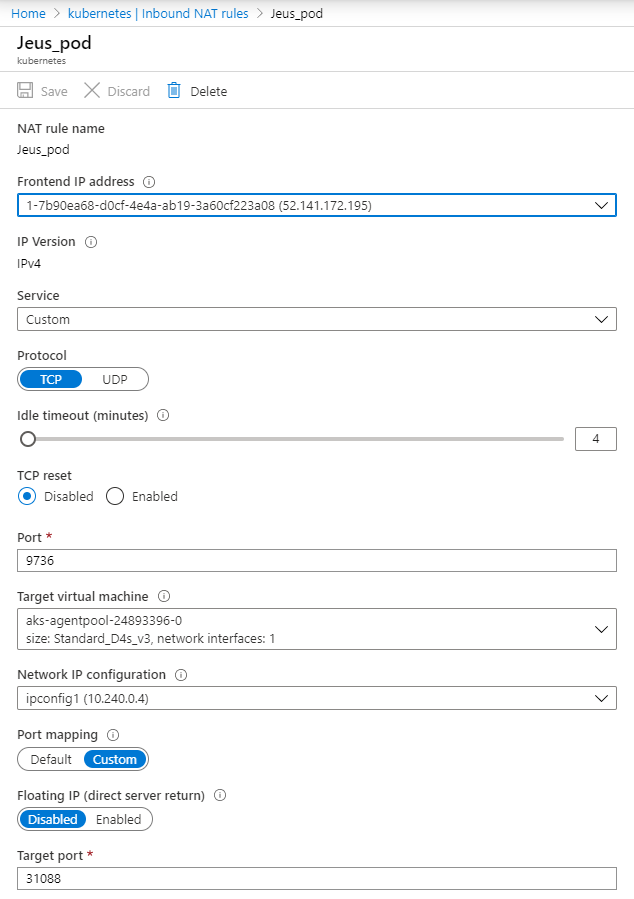 Home > kubernetes | Inbound NAT rules > Jeus_pod
Jeus_pod
kubernetes
Save Discard Delete
NAT rule name
Jeus_pod
Frontend IP address
1-7b90ea68-d0cf-4e4a-ab19-3a60cf223a08 (52.141.172.195)
IP Version
IPv4
Service
Custom
Protocol
TCP UDP
Idle timeout (minutes)
4
TCP reset
Disabled Enabled
Port *
9736
Target virtual machine
aks-agentpool-24893396-0
size: Standard_D4s_v3, network interfaces: 1
Network IP configuration
ipconfig1 (10.240.0.4)
Port mapping
Default Custom
Floating IP (direct server return)
Disabled Enabled
Target port *
31088